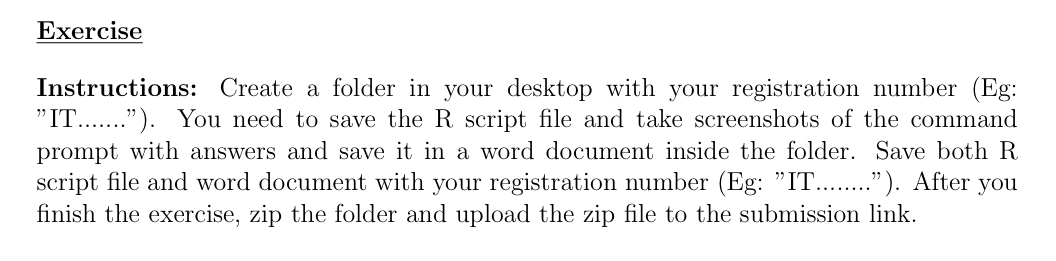 Exercise
Instructions: Create a folder in your desktop with your registration number (Eg:
”IT.......”). You need to save the R script file and take screenshots of the command
prompt with answers and save it in a word document inside the folder. Save both R
script file and word document with your registration number (Eg: ”IT........”). After you
finish the exercise, zip the folder and upload the zip file to the submission link.